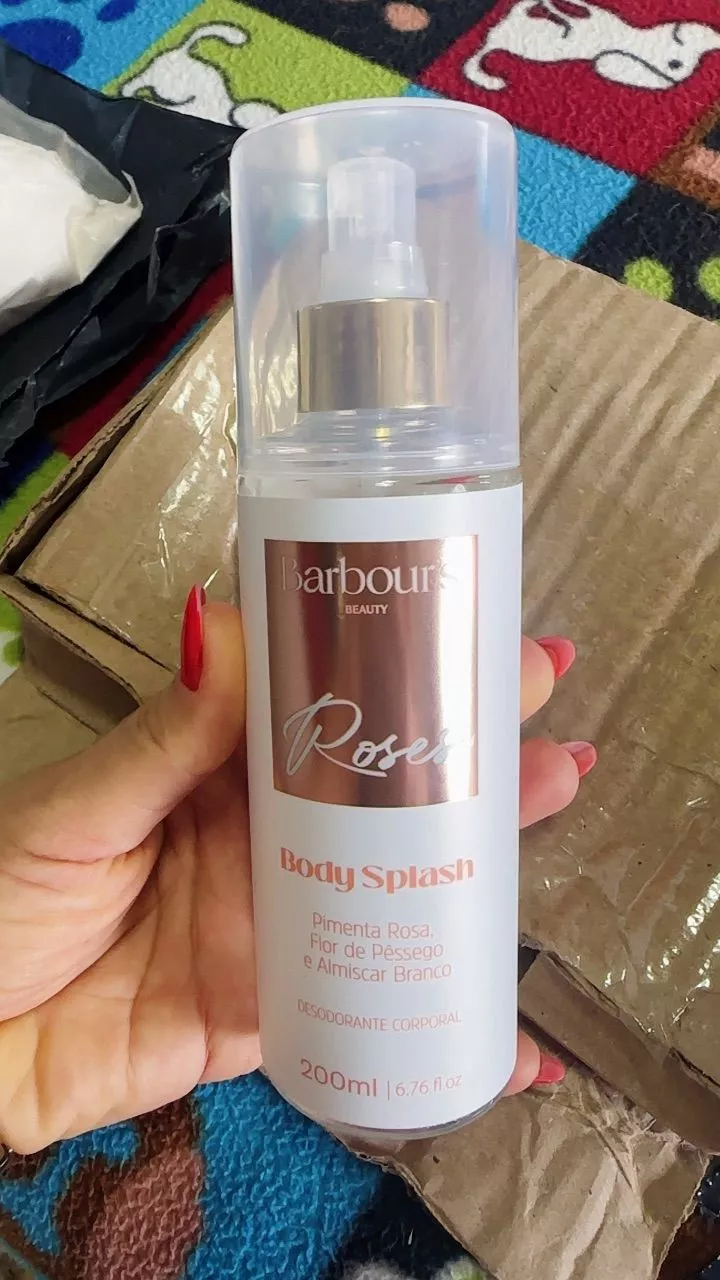 Barbour's
BEAUTY
Roses
Body Splash
Pimenta Rosa,
Flor de Pêssego
e Almiscar Branco
DESODORANTE CORPORAL
200ml | 6.76 fl oz